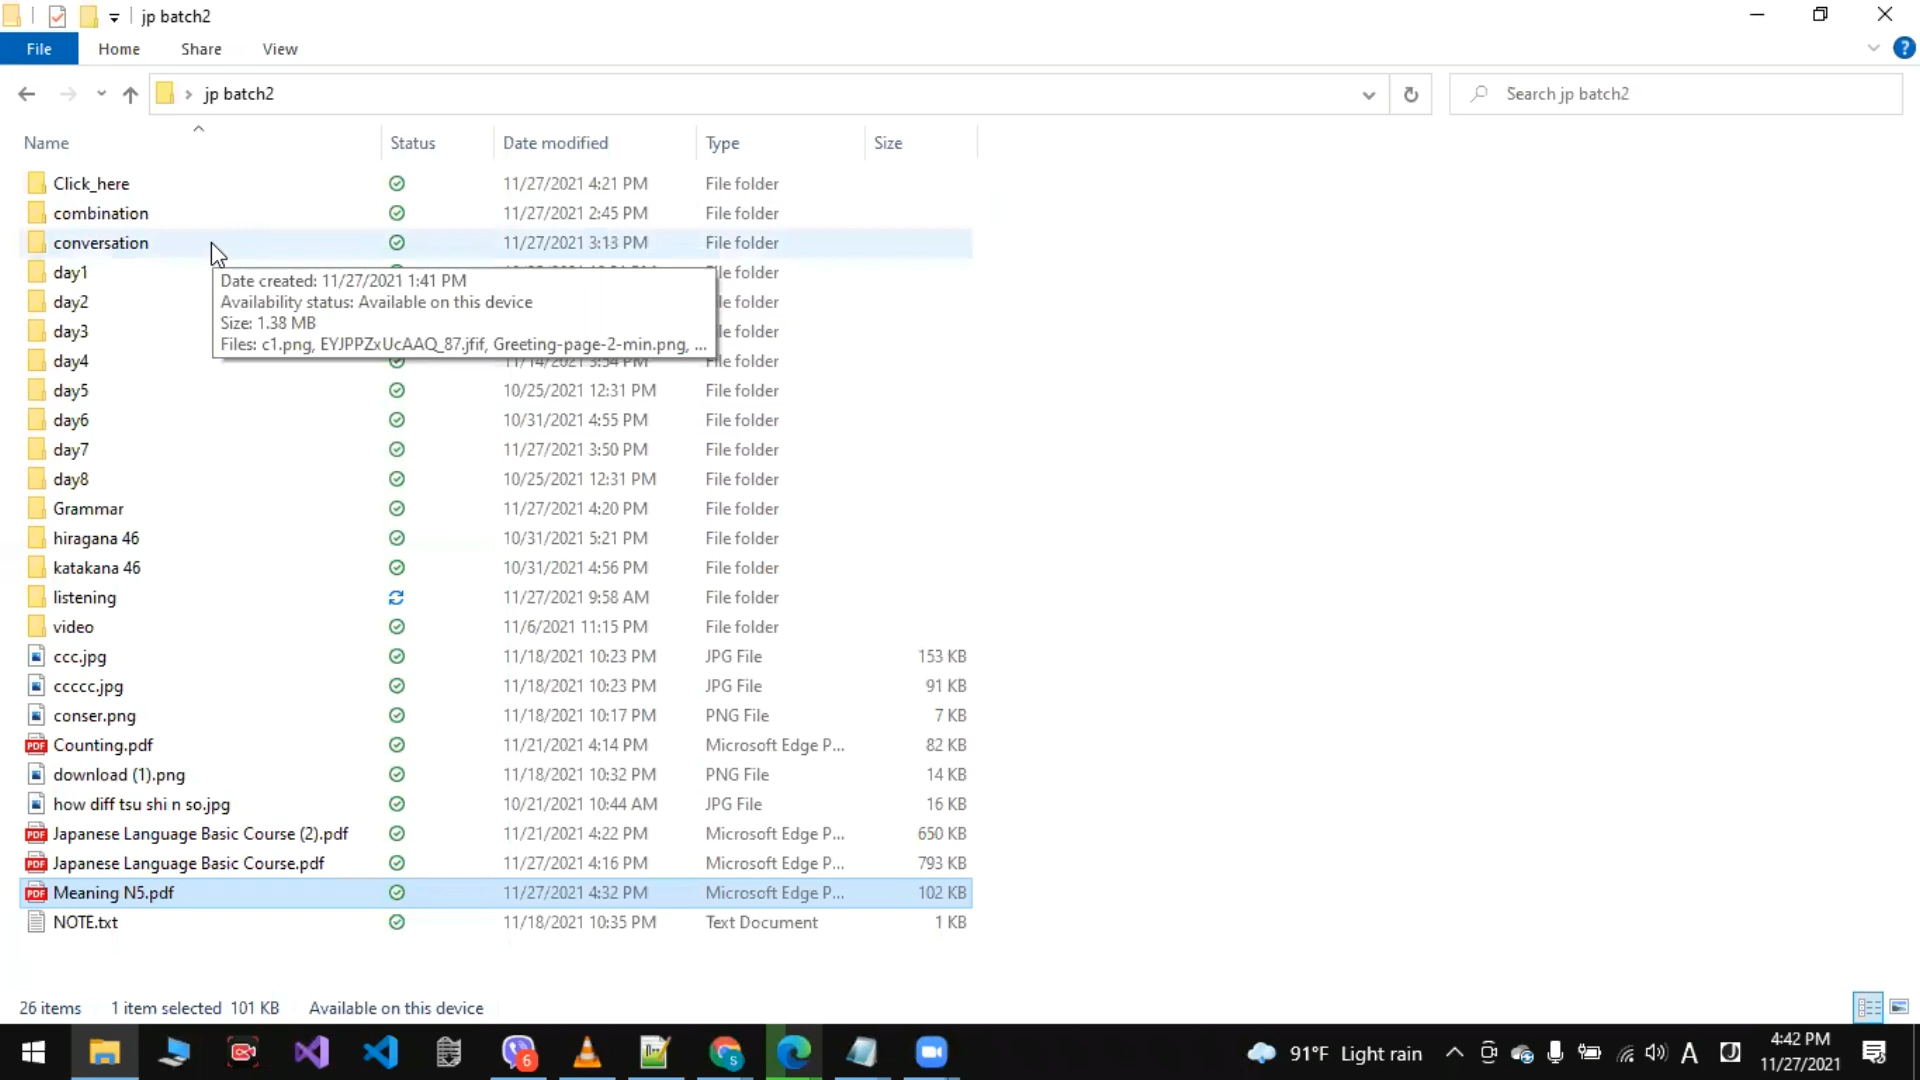 jp batch2
File Home Share View
jp batch2
Search jp batch2
Name Status Date modified Type Size
Click_here 11/27/2021 4:21 PM File folder
combination 11/27/2021 2:45 PM File folder
conversation 11/27/2021 3:13 PM File folder
day1 File folder
Date created: 11/27/2021 1:41 PM
Availability status: Available on this device
Size: 1.38 MB
Files: c1.png, EYJPPZxUcAAQ_87.jfif, Greeting-page-2-min.png, ...
day2 File folder
day3 File folder
day4 11/14/2021 3:54 PM File folder
day5 10/25/2021 12:31 PM File folder
day6 10/31/2021 4:55 PM File folder
day7 11/27/2021 3:50 PM File folder
day8 10/25/2021 12:31 PM File folder
Grammar 11/27/2021 4:20 PM File folder
hiragana 46 10/31/2021 5:21 PM File folder
katakana 46 10/31/2021 4:56 PM File folder
listening 11/27/2021 9:58 AM File folder
video 11/6/2021 11:15 PM File folder
ccc.jpg 11/18/2021 10:23 PM JPG File 153 KB
ccccc.jpg 11/18/2021 10:23 PM JPG File 91 KB
conser.png 11/18/2021 10:17 PM PNG File 7 KB
Counting.pdf 11/21/2021 4:14 PM Microsoft Edge P... 82 KB
download (1).png 11/18/2021 10:32 PM PNG File 14 KB
how diff tsu shi n so.jpg 10/21/2021 10:44 AM JPG File 16 KB
Japanese Language Basic Course (2).pdf 11/21/2021 4:22 PM Microsoft Edge P... 650 KB
Japanese Language Basic Course.pdf 11/27/2021 4:16 PM Microsoft Edge P... 793 KB
Meaning N5.pdf 11/27/2021 4:32 PM Microsoft Edge P... 102 KB
NOTE.txt 11/18/2021 10:35 PM Text Document 1 KB
26 items 1 item selected 101 KB Available on this device
91°F Light rain A 4:42 PM
11/27/2021